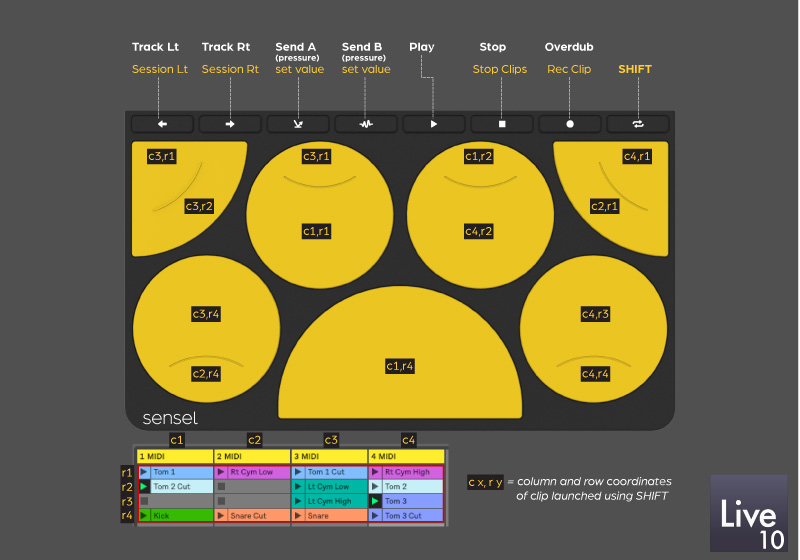 Track Lt Track Rt Send A Send B Play Stop Overdub
(pressure) (pressure)
Session Lt Session Rt set value set value Stop Clips Rec Clip SHIFT
c3,r1 c3,r1 c1,r2 c4,r1
c3,r2 c2,r1
c1,r1 c4,r2
c3,r4 c4,r3
c1,r4
c2,r4 c4,r4
sensel
c1 c2 c3 c4
1 MIDI 2 MIDI 3 MIDI 4 MIDI
r1 Tom 1 Rt Cym Low Tom 1 Cut Rt Cym High
r2 Tom 2 Cut Lt Cym Low Tom 2
r3 Lt Cym High Tom 3
r4 Kick Snare Cut Snare Tom 3 Cut
c x, r y = column and row coordinates
of clip launched using SHIFT
Live
10